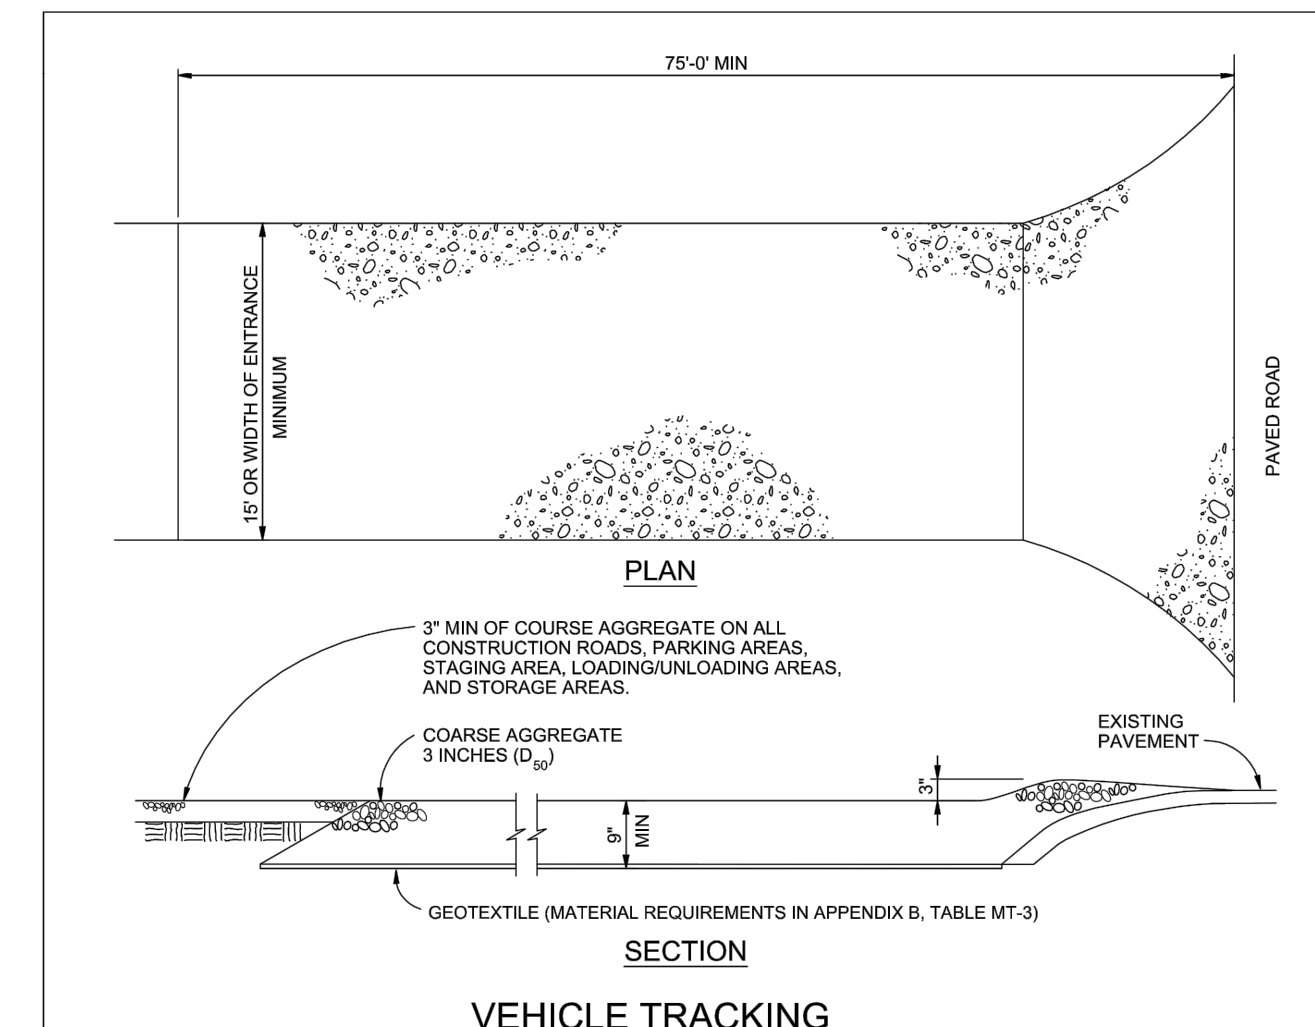 75'-0' MIN
15' OR WIDTH OF ENTRANCE
MINIMUM
PAVED ROAD
PLAN
3" MIN OF COURSE AGGREGATE ON ALL
CONSTRUCTION ROADS, PARKING AREAS,
STAGING AREA, LOADING/UNLOADING AREAS,
AND STORAGE AREAS.
COARSE AGGREGATE
3 INCHES (D50)
EXISTING
PAVEMENT
3"
9"
MIN
GEOTEXTILE (MATERIAL REQUIREMENTS IN APPENDIX B, TABLE MT-3)
SECTION
VEHICLE TRACKING